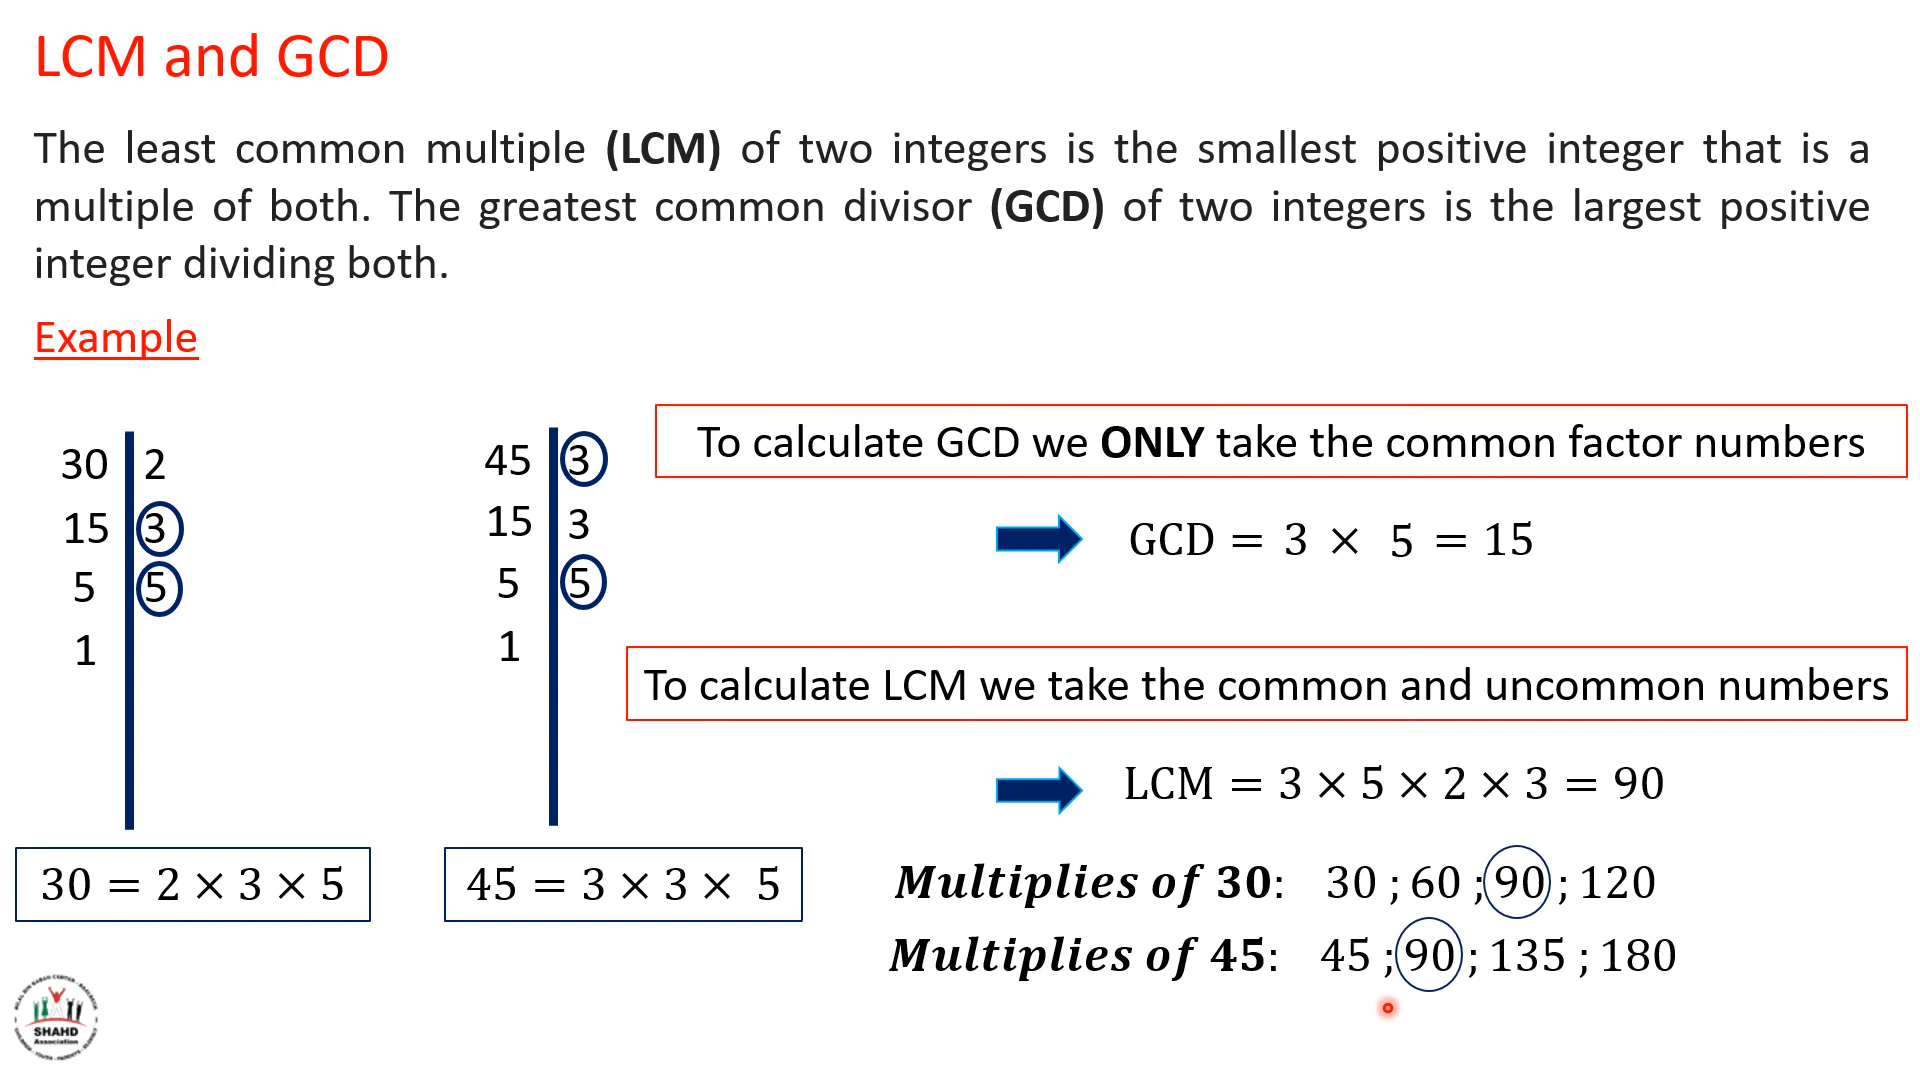 LCM and GCD
The least common multiple (LCM) of two integers is the smallest positive integer that is a
multiple of both. The greatest common divisor (GCD) of two integers is the largest positive
integer dividing both.
Example
30 2
15 3
5 5
1
30 = 2 × 3 × 5
45 3
15 3
5 5
1
45 = 3 × 3 × 5
To calculate GCD we ONLY take the common factor numbers
GCD = 3 × 5 = 15
To calculate LCM we take the common and uncommon numbers
LCM = 3 × 5 × 2 × 3 = 90
Multiplies of 30: 30 ; 60 ; 90 ; 120
Multiplies of 45: 45 ; 90 ; 135 ; 180
SHAHD
Association